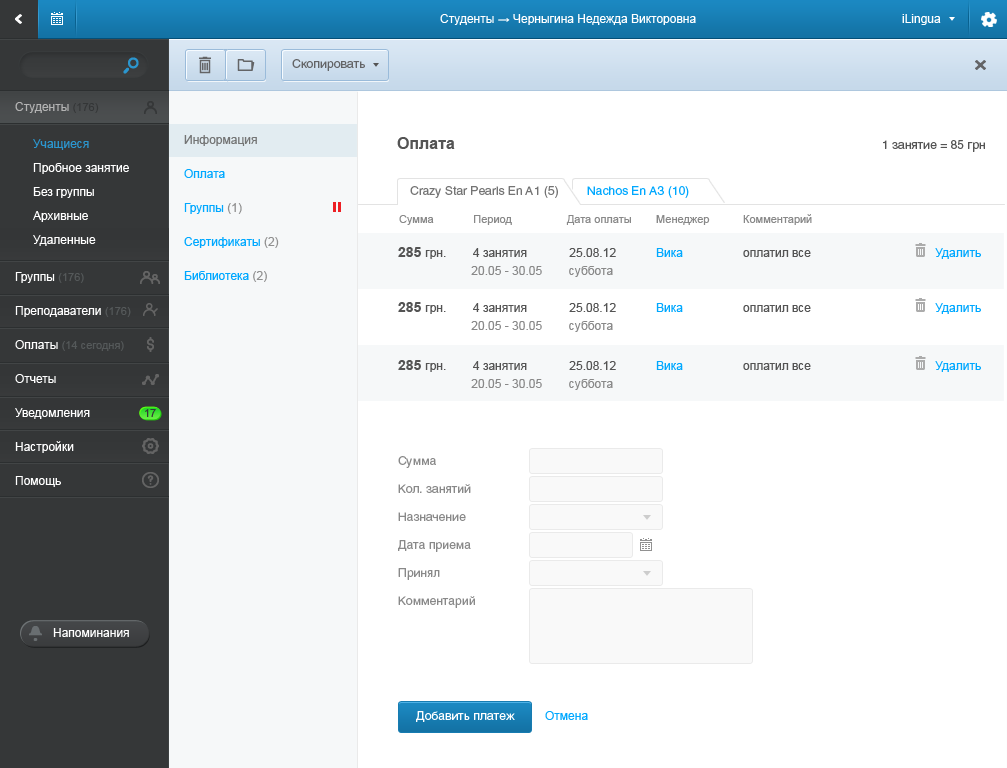 Студенты → Черныгина Надежда Викторовна
iLingua
Скопировать
Студенты (176)
Учащиеся
Пробное занятие
Без группы
Архивные
Удаленные
Группы (176)
Преподаватели (176)
Оплаты (14 сегодня)
Отчеты
Уведомления 17
Настройки
Помощь
Напоминания
Информация
Оплата
Группы (1)
Сертификаты (2)
Библиотека (2)
Оплата
1 занятие = 85 грн
Crazy Star Pearls En A1 (5) Nachos En A3 (10)
Сумма Период Дата оплаты Менеджер Комментарий
285 грн. 4 занятия 25.08.12 Вика оплатил все Удалить
20.05 - 30.05 суббота
285 грн. 4 занятия 25.08.12 Вика оплатил все Удалить
20.05 - 30.05 суббота
285 грн. 4 занятия 25.08.12 Вика оплатил все Удалить
20.05 - 30.05 суббота
Сумма
Кол. занятий
Назначение
Дата приема
Принял
Комментарий
Добавить платеж Отмена